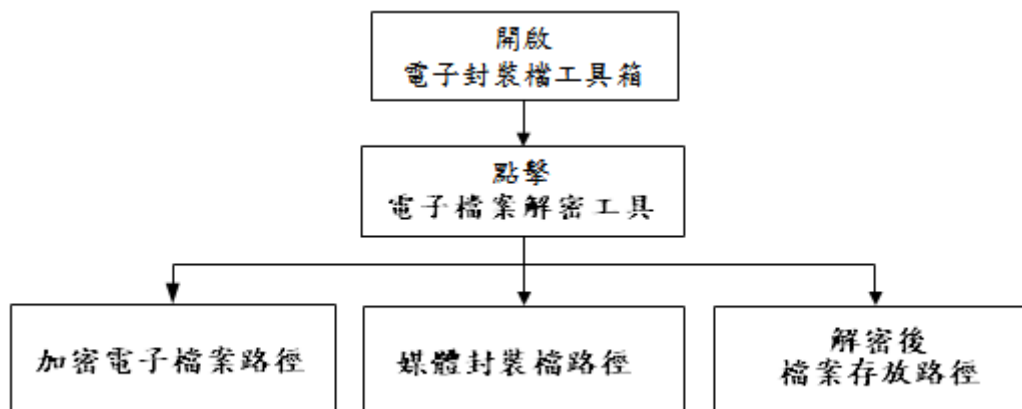 開啟
電子封裝檔工具箱
點擊
電子檔案解密工具
加密電子檔案路徑
媒體封裝檔路徑
解密後
檔案存放路徑